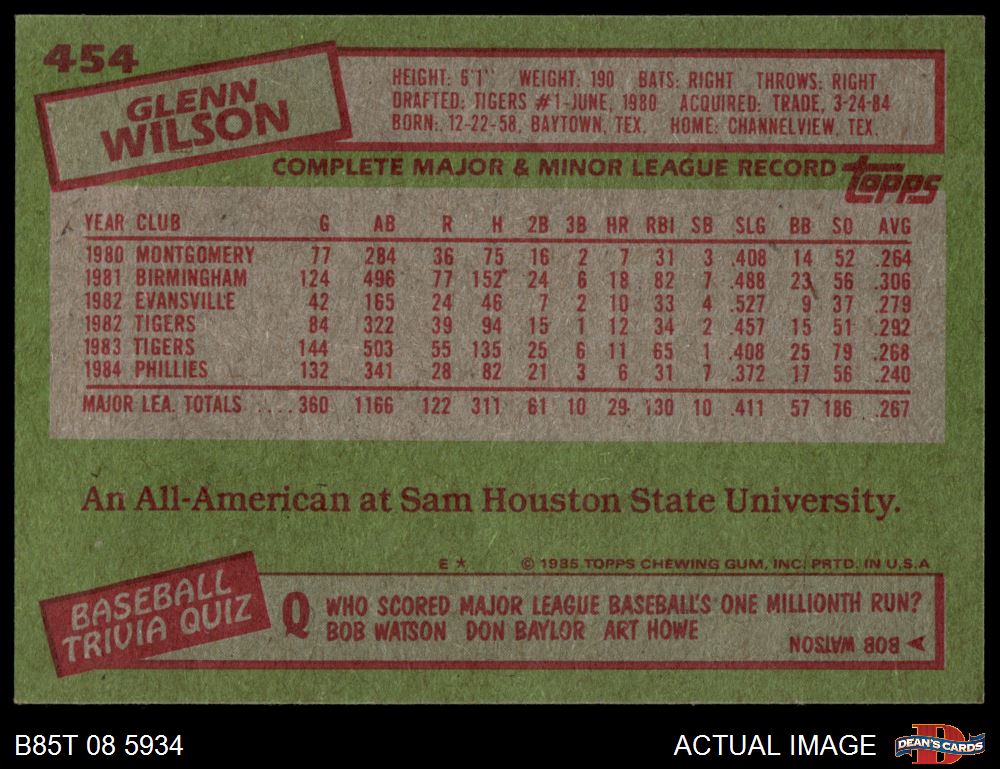 454
GLENN
WILSON
HEIGHT: 6'1" WEIGHT: 190 BATS: RIGHT THROWS: RIGHT
DRAFTED: TIGERS #1-JUNE, 1980 ACQUIRED: TRADE, 3-24-84
BORN: 12-22-58, BAYTOWN, TEX. HOME: CHANNELVIEW, TEX.
COMPLETE MAJOR & MINOR LEAGUE RECORD topps
YEAR CLUB G AB R H 2B 3B HR RBI SB SLG BB SO AVG
1980 MONTGOMERY 77 284 36 75 16 2 7 31 3 .408 14 52 .264
1981 BIRMINGHAM 124 496 77 152 24 6 18 82 7 .488 23 56 .306
1982 EVANSVILLE 42 165 24 46 7 2 10 33 4 .527 9 37 .279
1982 TIGERS 84 322 39 94 15 1 12 34 2 .457 15 51 .292
1983 TIGERS 144 503 55 135 25 6 11 65 1 .408 25 79 .268
1984 PHILLIES 132 341 28 82 21 3 6 31 7 .372 17 56 .240
MAJOR LEA. TOTALS .... 360 1166 122 311 61 10 29 130 10 .411 57 186 .267
An All-American at Sam Houston State University.
E * © 1985 TOPPS CHEWING GUM, INC. PRTD. IN U.S.A
BASEBALL
TRIVIA QUIZ
Q WHO SCORED MAJOR LEAGUE BASEBALL'S ONE MILLIONTH RUN?
BOB WATSON DON BAYLOR ART HOWE
BOB WATSON
B85T 08 5934
ACTUAL IMAGE
DEAN'S CARDS